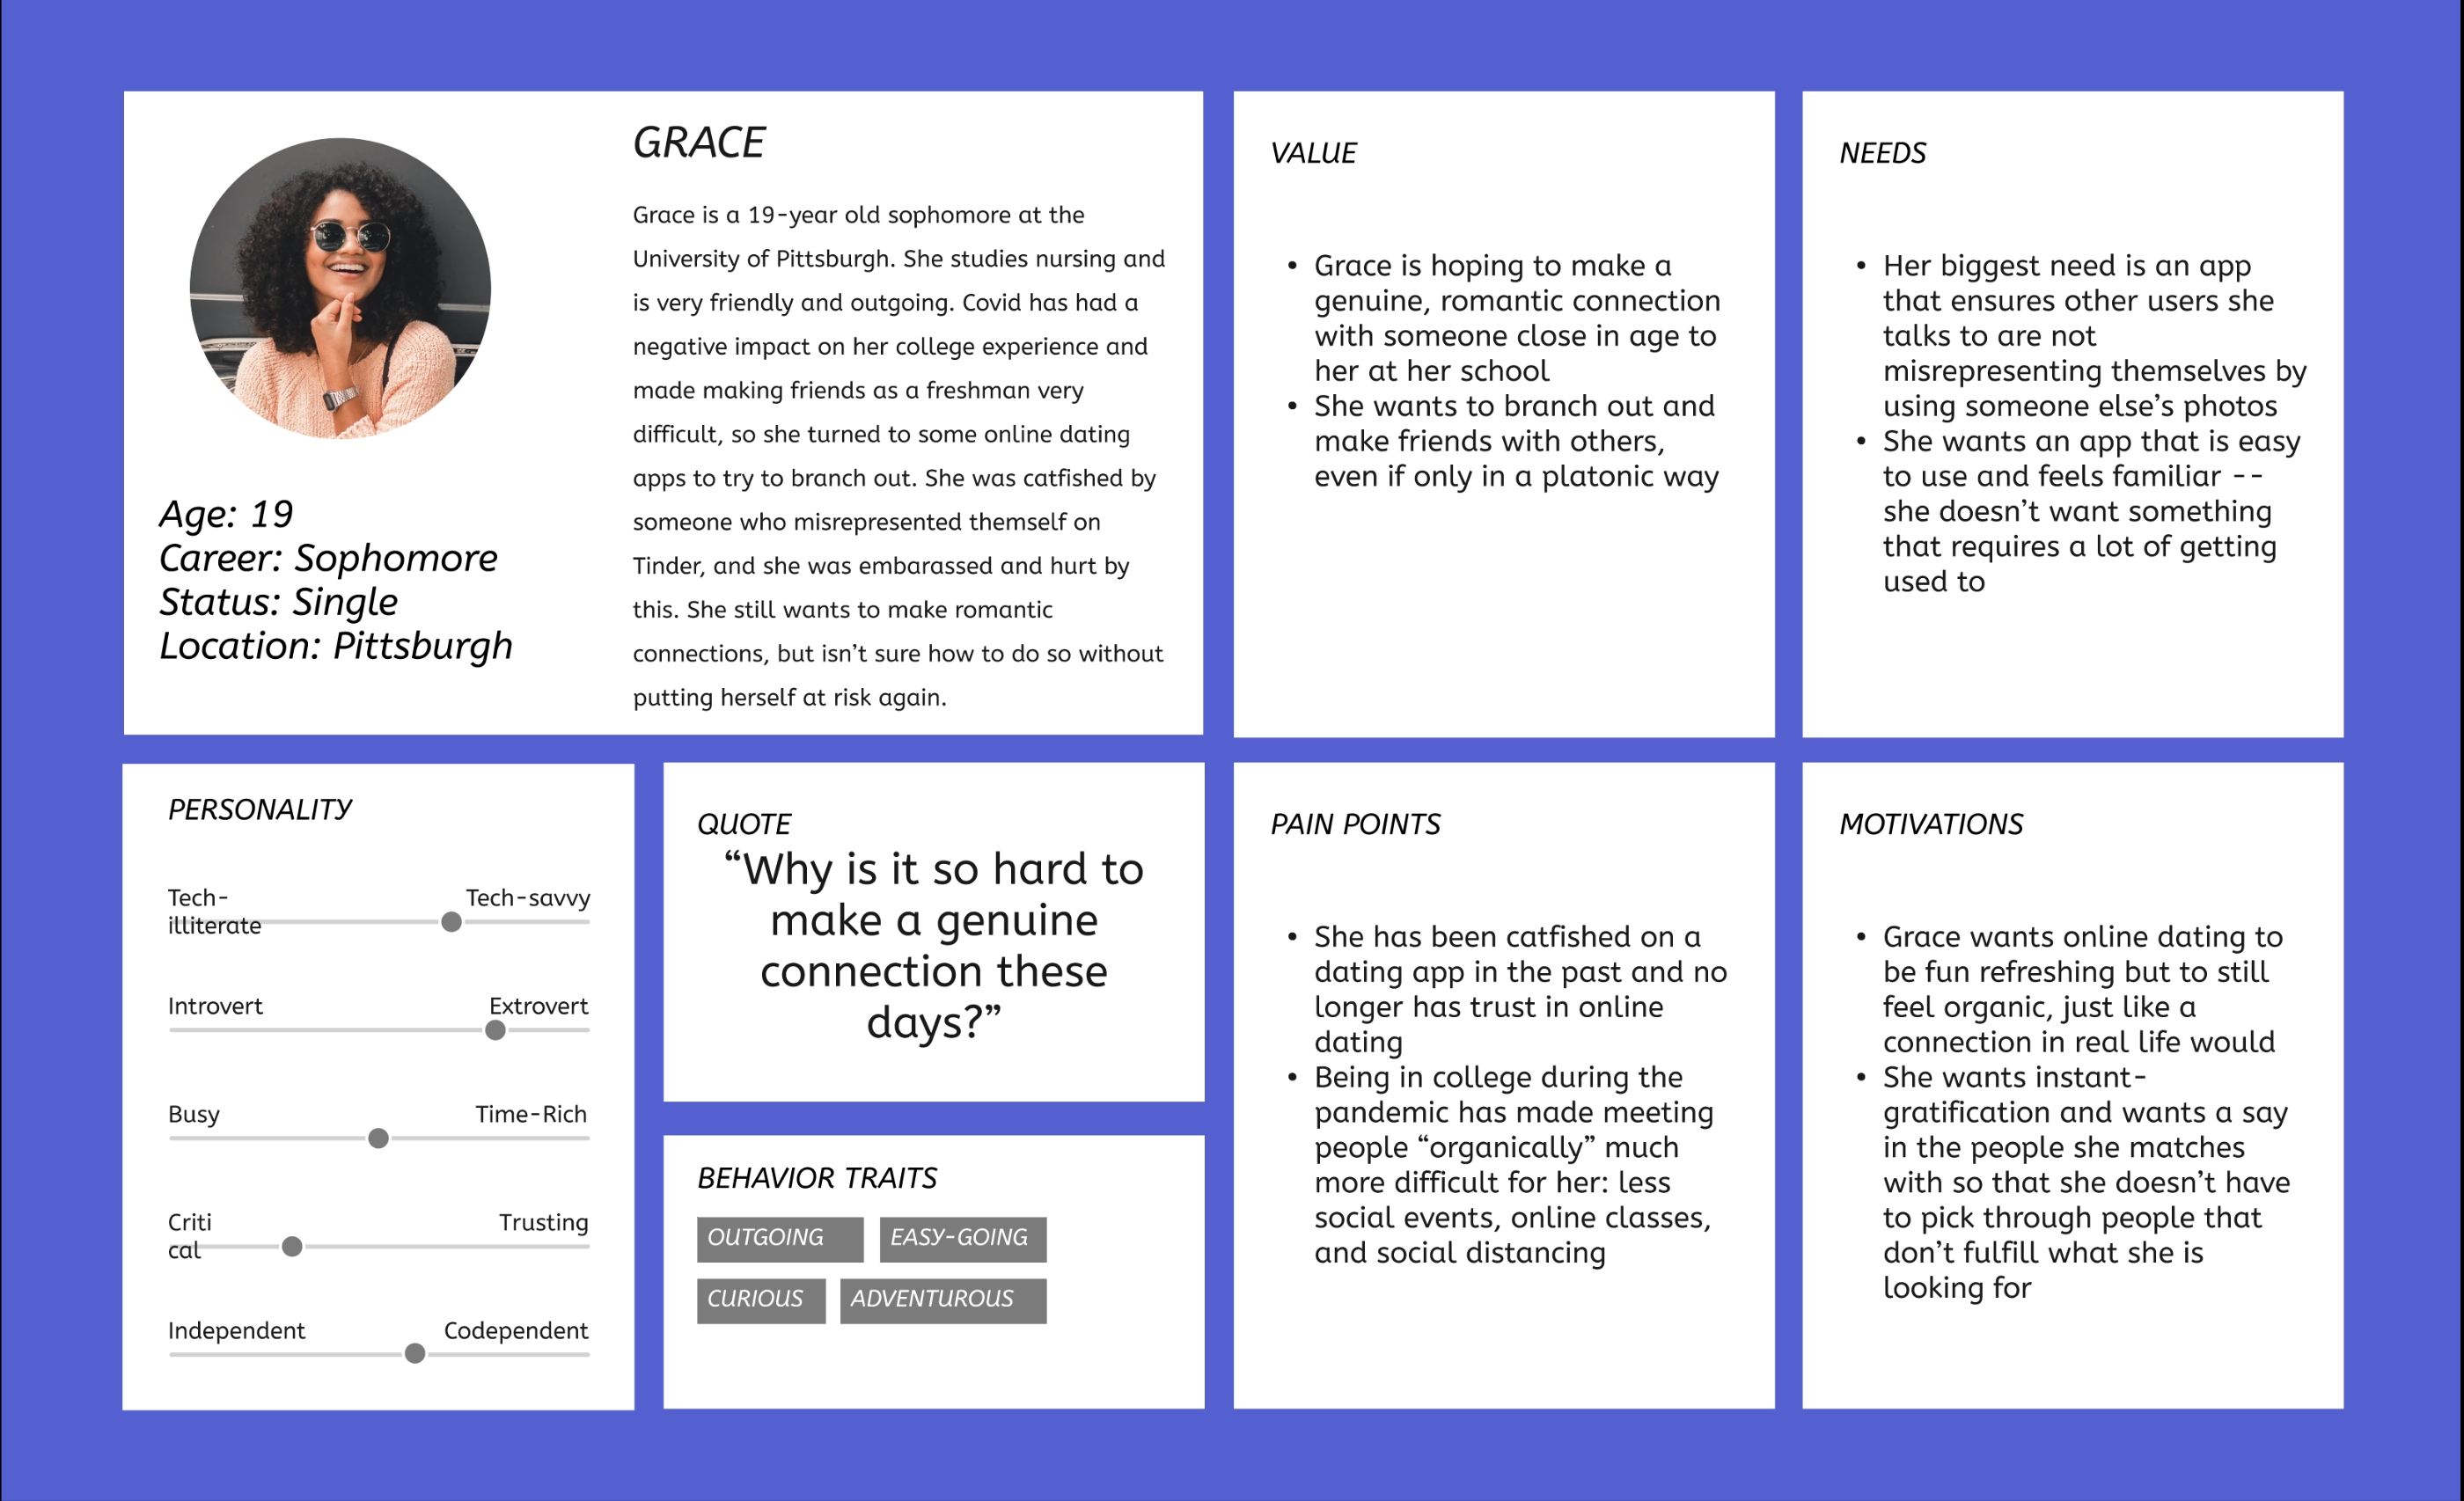 GRACE
Grace is a 19-year old sophomore at the
University of Pittsburgh. She studies nursing and
is very friendly and outgoing. Covid has had a
negative impact on her college experience and
made making friends as a freshman very
difficult, so she turned to some online dating
apps to try to branch out. She was catfished by
someone who misrepresented themself on
Tinder, and she was embarassed and hurt by
this. She still wants to make romantic
connections, but isn't sure how to do so without
putting herself at risk again.
Age: 19
Career: Sophomore
Status: Single
Location: Pittsburgh
VALUE
• Grace is hoping to make a
genuine, romantic connection
with someone close in age to
her at her school
• She wants to branch out and
make friends with others,
even if only in a platonic way
NEEDS
• Her biggest need is an app
that ensures other users she
talks to are not
misrepresenting themselves by
using someone else's photos
• She wants an app that is easy
to use and feels familiar --
she doesn't want something
that requires a lot of getting
used to
PERSONALITY
Tech-
illiterate
Tech-savvy
Introvert
Extrovert
Busy
Time-Rich
Criti
cal
Trusting
Independent
Codependent
QUOTE
“Why is it so hard to
make a genuine
connection these
days?”
BEHAVIOR TRAITS
OUTGOING
EASY-GOING
CURIOUS
ADVENTUROUS
PAIN POINTS
• She has been catfished on a
dating app in the past and no
longer has trust in online
dating
• Being in college during the
pandemic has made meeting
people “organically” much
more difficult for her: less
social events, online classes,
and social distancing
MOTIVATIONS
• Grace wants online dating to
be fun refreshing but to still
feel organic, just like a
connection in real life would
• She wants instant-
gratification and wants a say
in the people she matches
with so that she doesn't have
to pick through people that
don't fulfill what she is
looking for